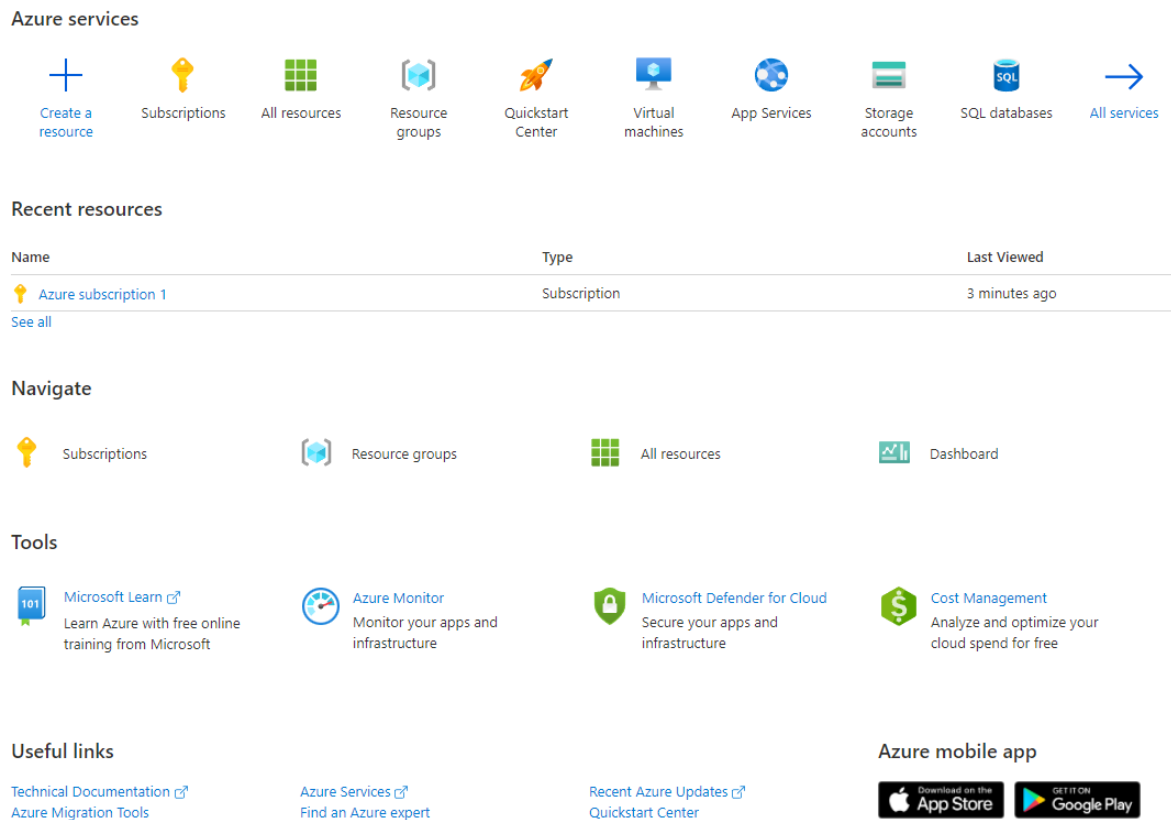 Azure services
Create a resource
Subscriptions
All resources
Resource groups
Quickstart Center
Virtual machines
App Services
Storage accounts
SQL
SQL databases
All services
Recent resources
Name Type Last Viewed
Azure subscription 1 Subscription 3 minutes ago
See all
Navigate
Subscriptions Resource groups All resources Dashboard
Tools
101
Microsoft Learn
Learn Azure with free online
training from Microsoft
Azure Monitor
Monitor your apps and
infrastructure
Microsoft Defender for Cloud
Secure your apps and
infrastructure
$
Cost Management
Analyze and optimize your
cloud spend for free
Useful links
Technical Documentation Azure Services Recent Azure Updates
Azure Migration Tools Find an Azure expert Quickstart Center
Azure mobile app
Download on the
App Store
GET IT ON
Google Play